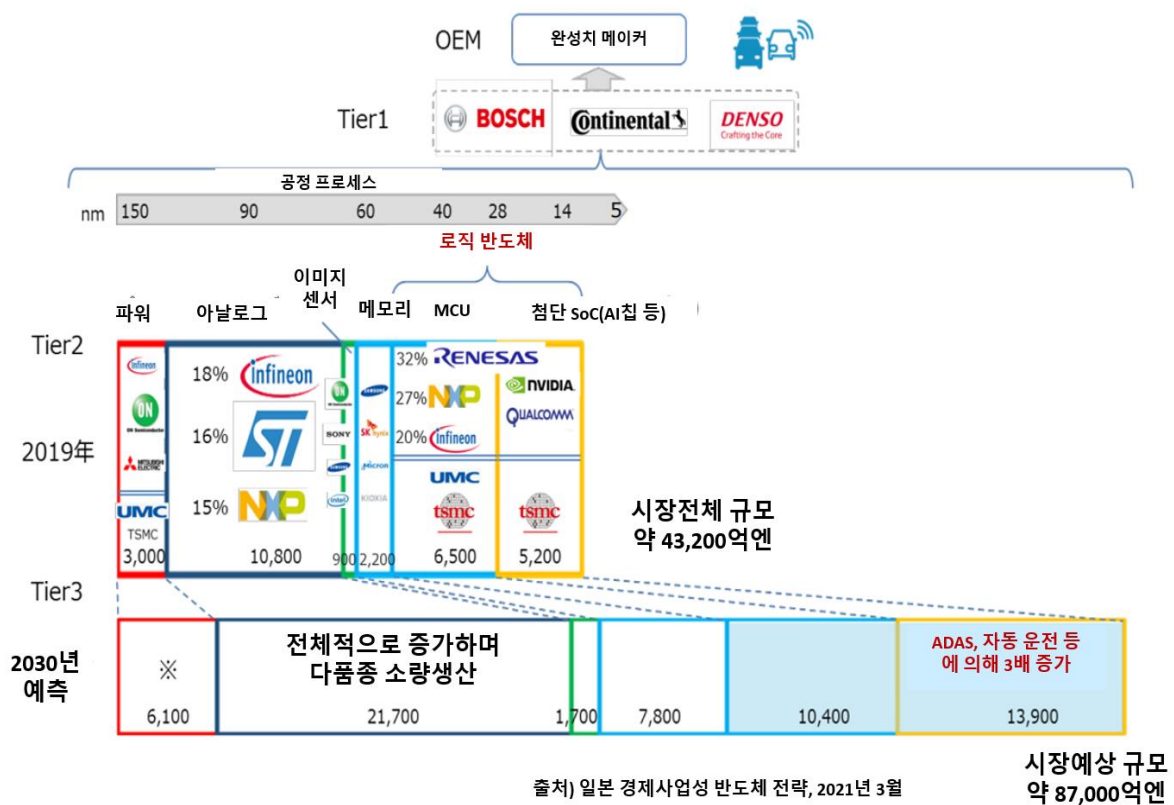 OEM
완성치 메이커
Tier1
BOSCH
Continental
DENSO
Crafting the Core
공정 프로세스
nm 150 90 60 40 28 14 5
로직 반도체
이미지
센서
파워 아날로그 메모리 MCU 첨단 SoC(AI칩 등)
Tier2
2019年
infineon
ON
ON Semiconductor
MITSUBISHI
ELECTRIC
UMC
TSMC
3,000
18% infineon
16% ST
15% NXP
10,800
ON
SONY
SAMSUNG
intel
900
SAMSUNG
SK hynix
Micron
KIOXIA
2,200
32% RENESAS
27% NXP
20% infineon
UMC
tsmc
6,500
NVIDIA
QUALCOMM
tsmc
5,200
시장전체 규모
약 43,200억엔
Tier3
2030년
예측
※
6,100
전체적으로 증가하며
다품종 소량생산
21,700
1,700
7,800
10,400
ADAS, 자동 운전 등
에 의해 3배 증가
13,900
시장예상 규모
약 87,000억엔
출처) 일본 경제사업성 반도체 전략, 2021년 3월